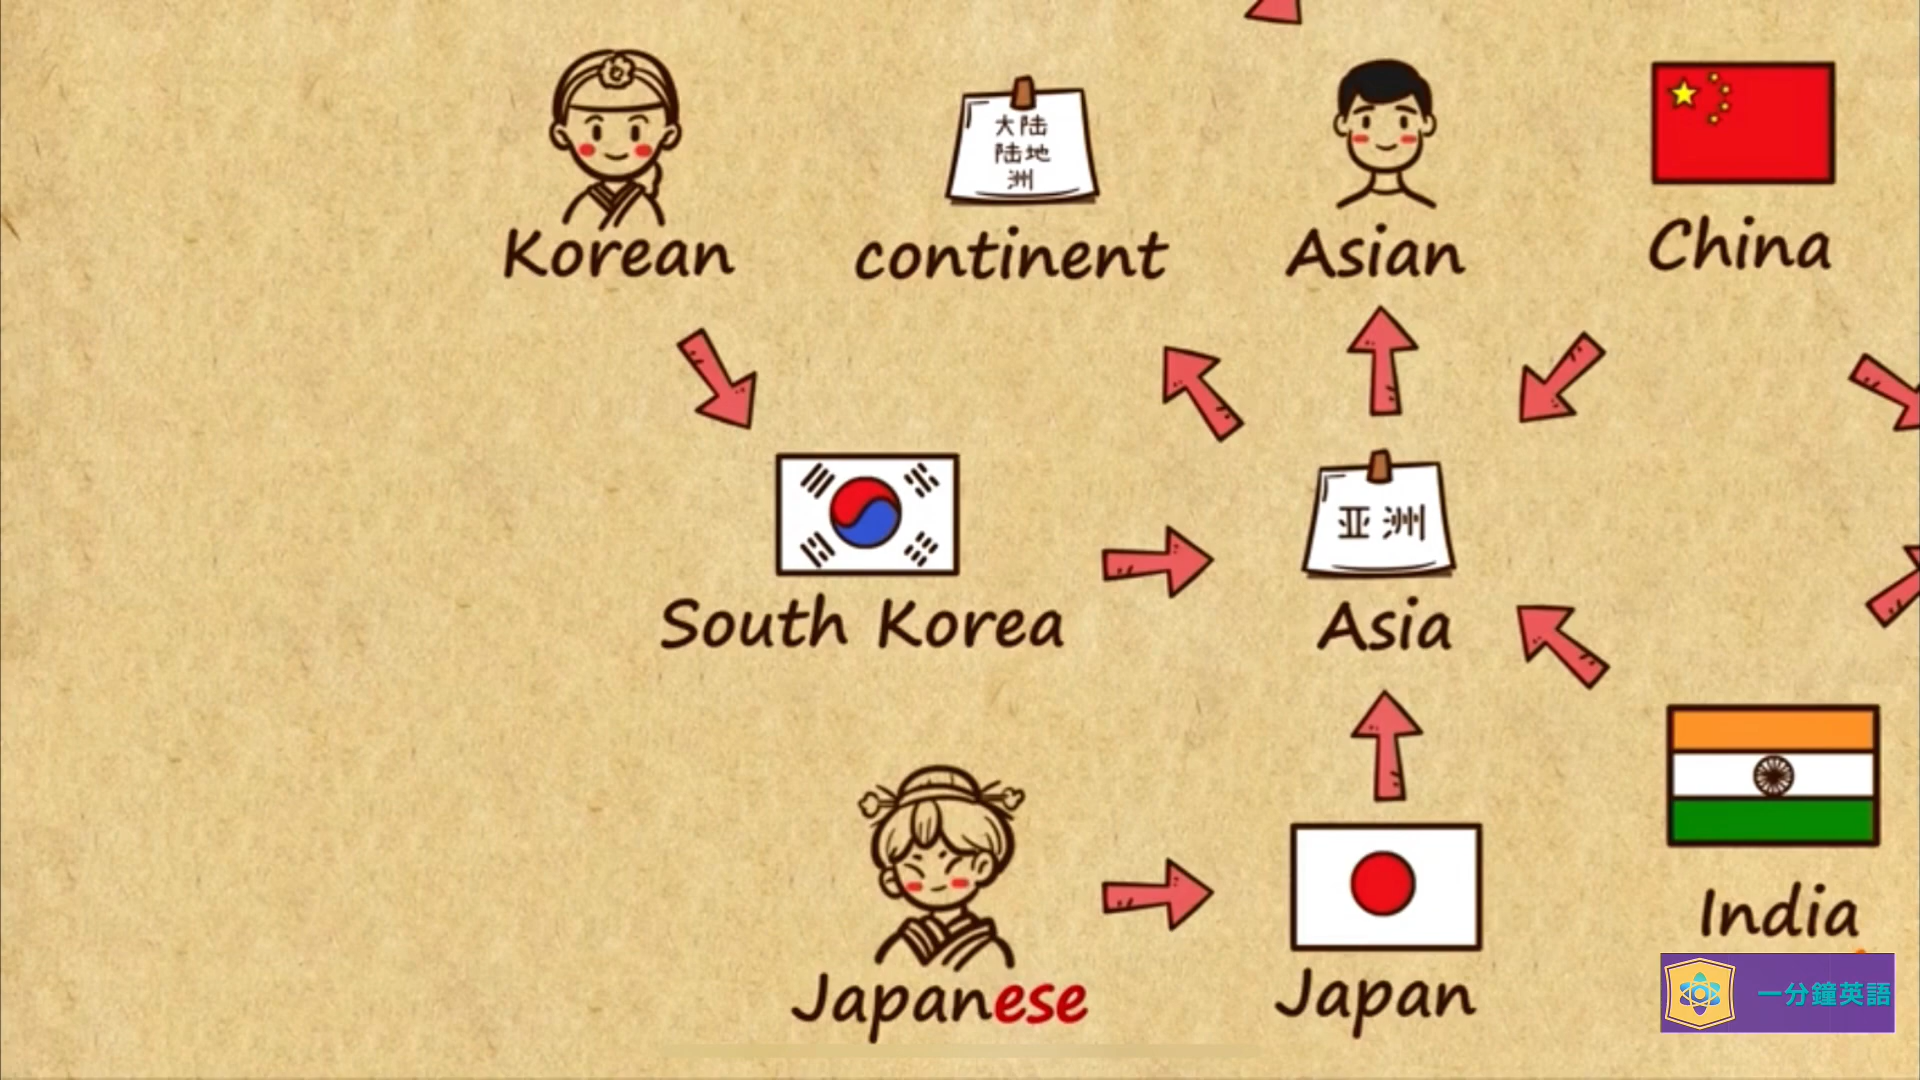 大陆
陆地
洲
Korean
continent
Asian
China
亚洲
South Korea
Asia
India
一分鐘英語
Japanese
Japan